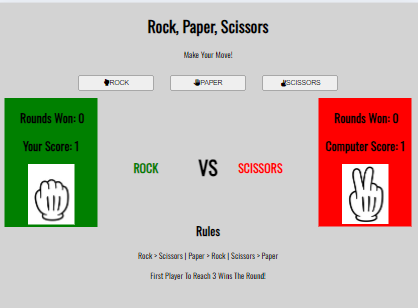 Rock, Paper, Scissors
Make Your Move!
ROCK
PAPER
SCISSORS
Rounds Won: 0
Your Score: 1
ROCK
VS
SCISSORS
Rounds Won: 0
Computer Score: 1
Rules
Rock > Scissors | Paper > Rock | Scissors > Paper
First Player To Reach 3 Wins The Round!